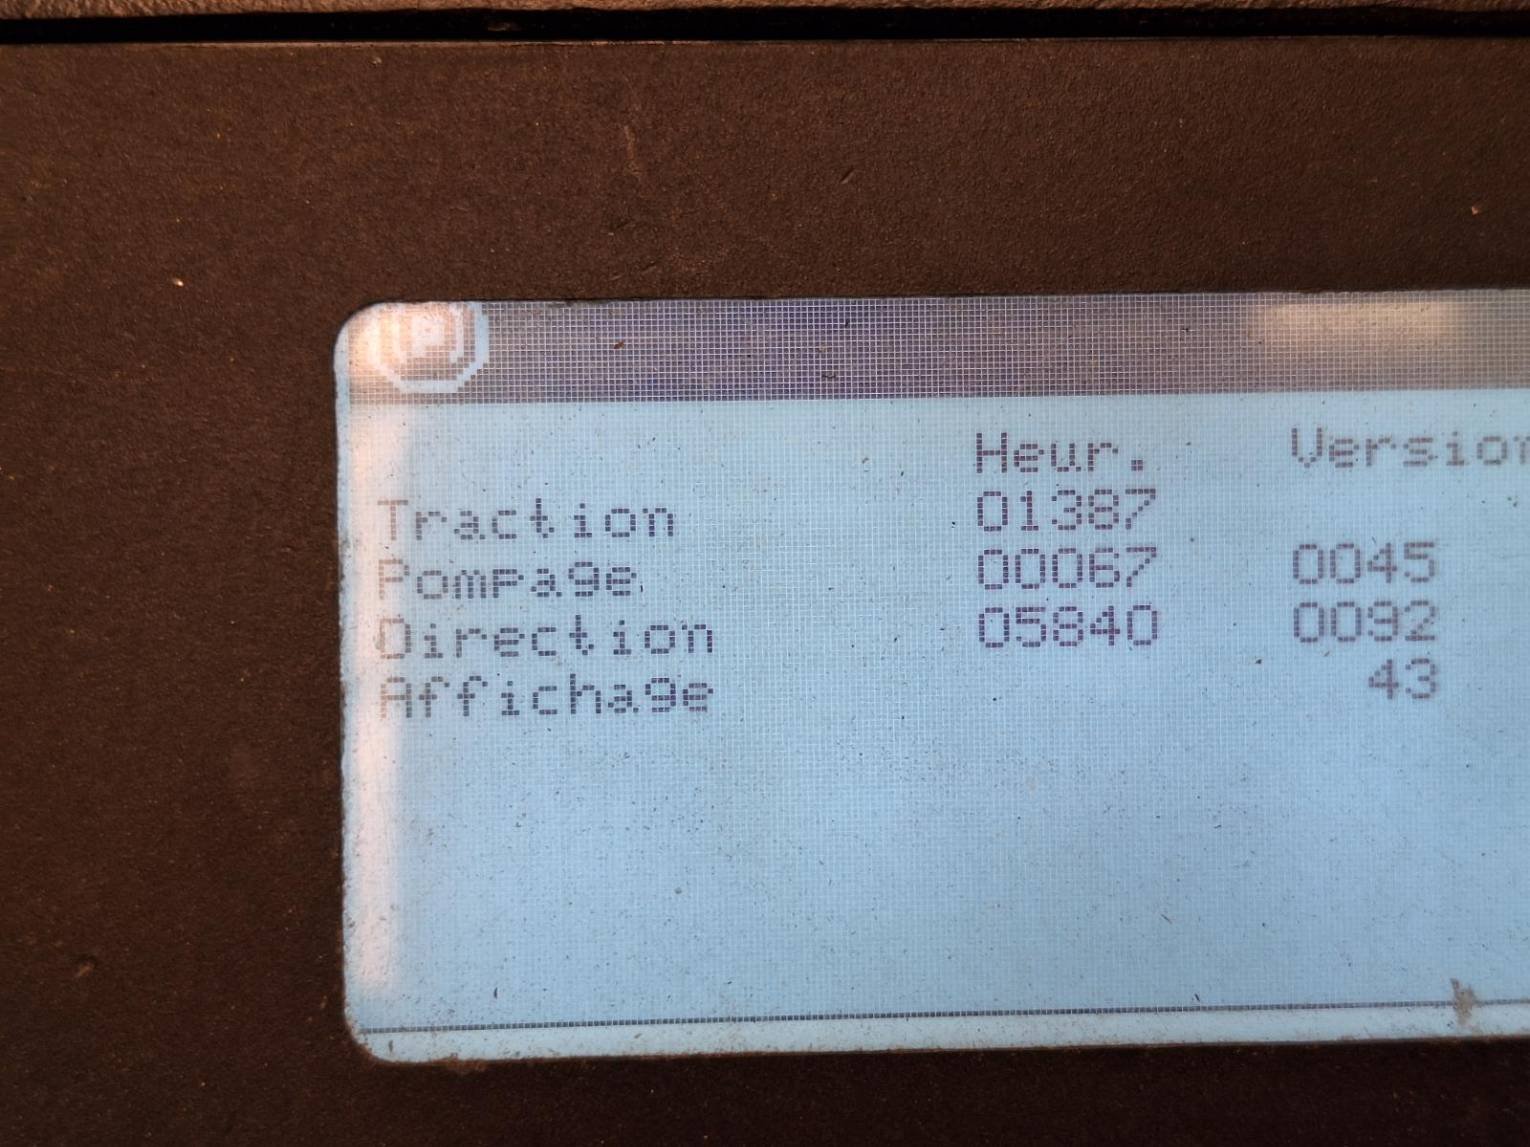 P
Heur. Version
Traction 01387
Pompage 00067 0045
Direction 05840 0092
Affichage 43